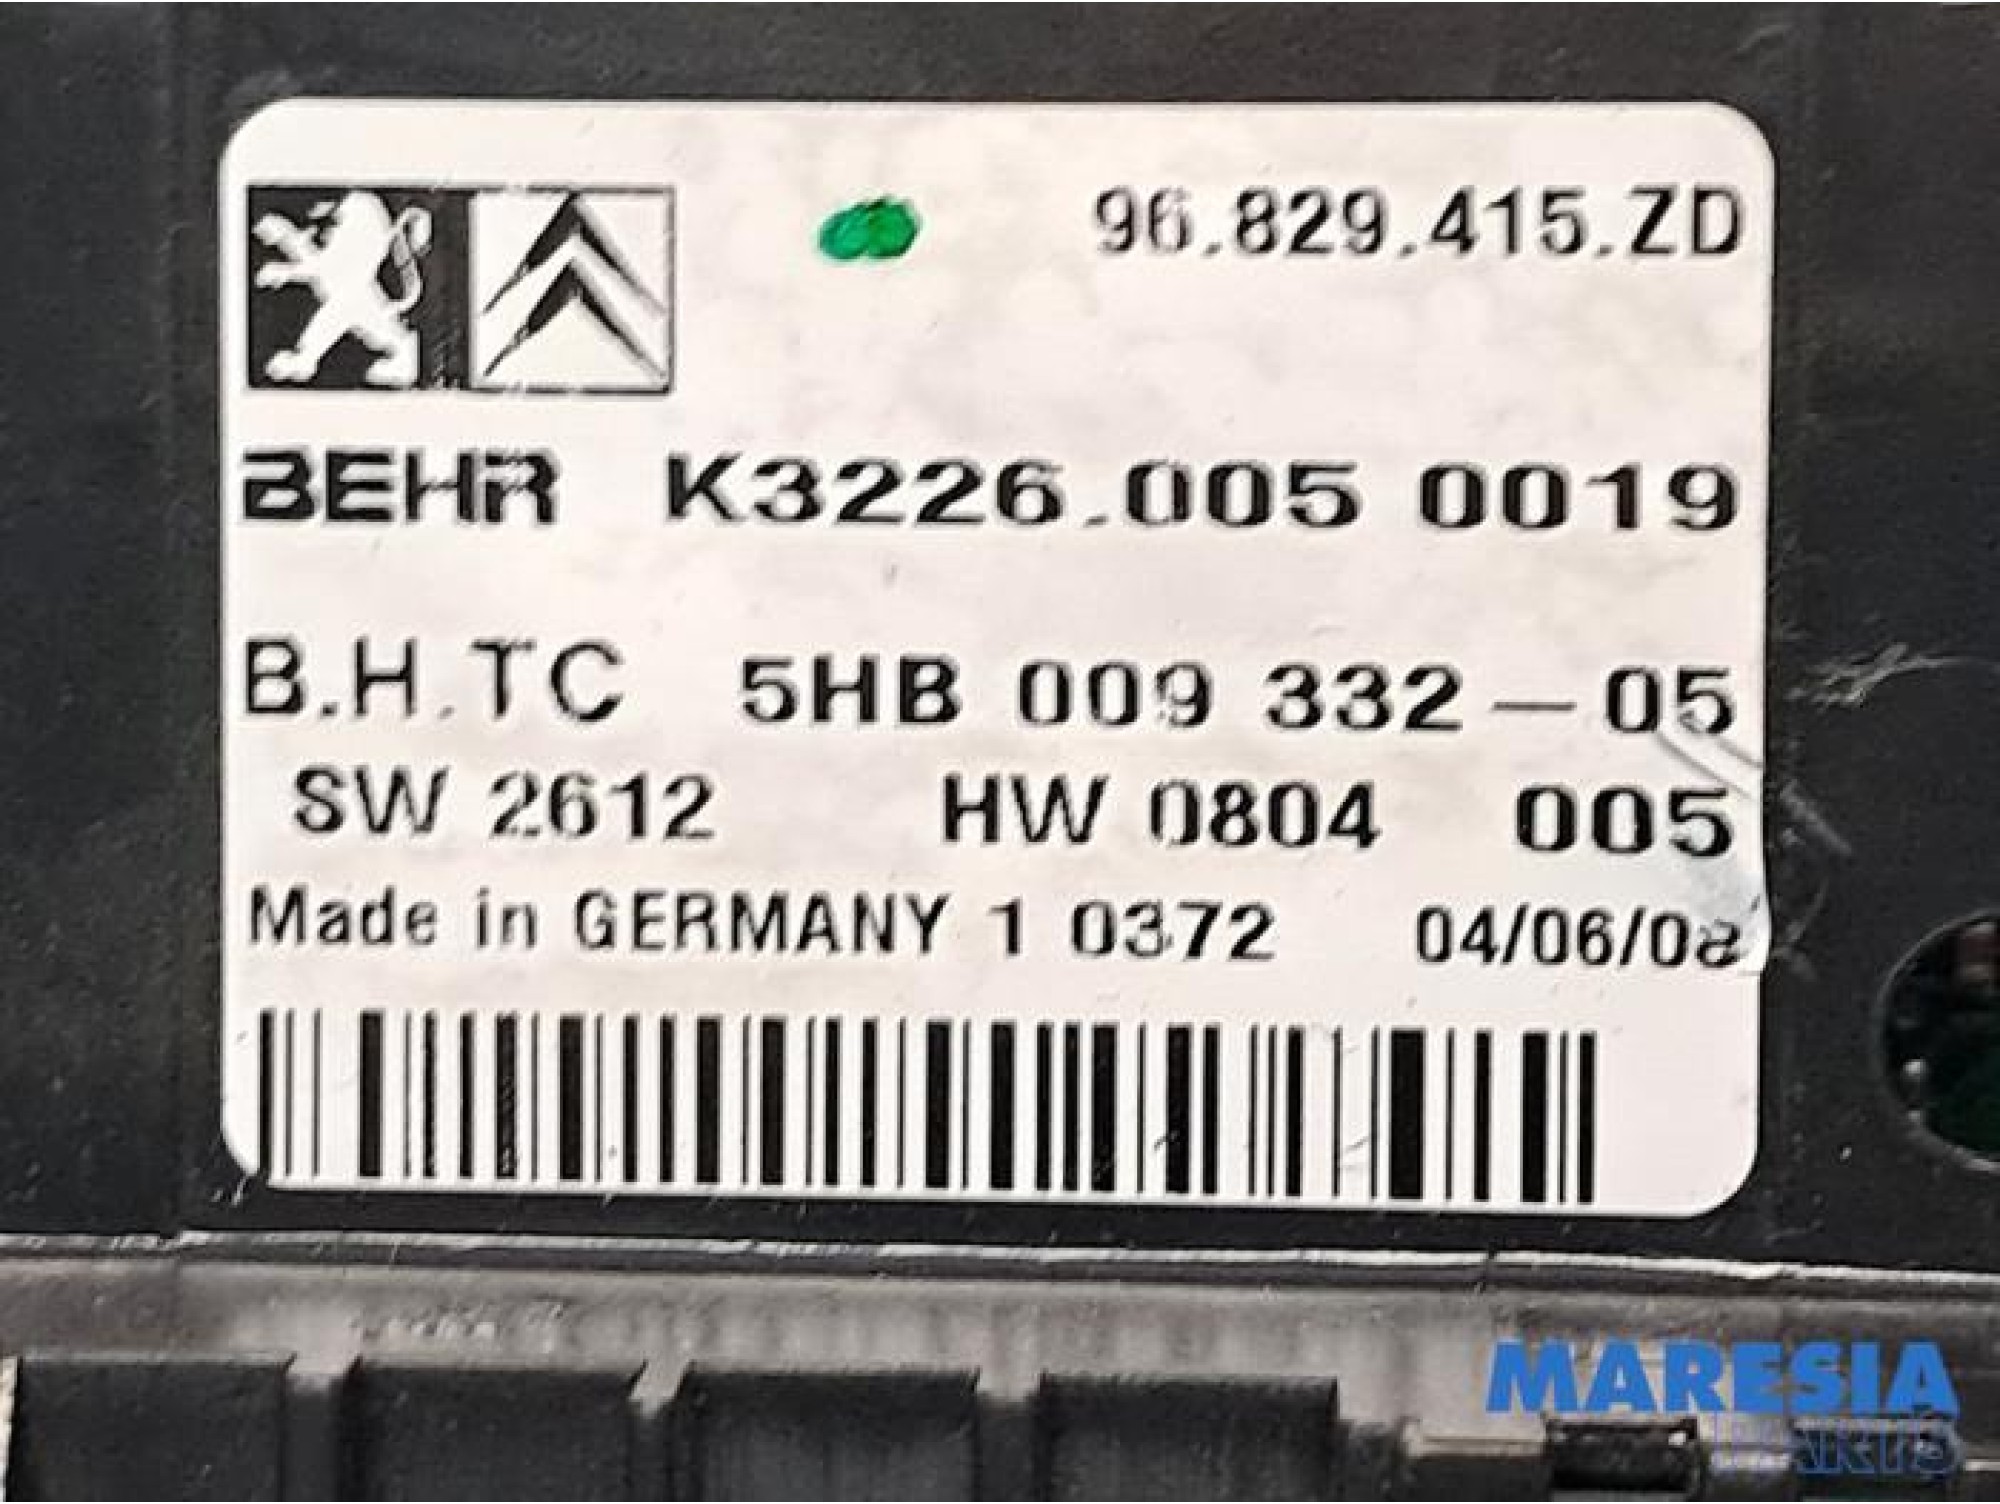 96.829.415.ZD
BEHR K3226.005 0019
B.H.TC 5HB 009 332-05
SW 2612 HW 0804 005
Made in GERMANY 1 0372 04/06/08
MARESIA
PARTS